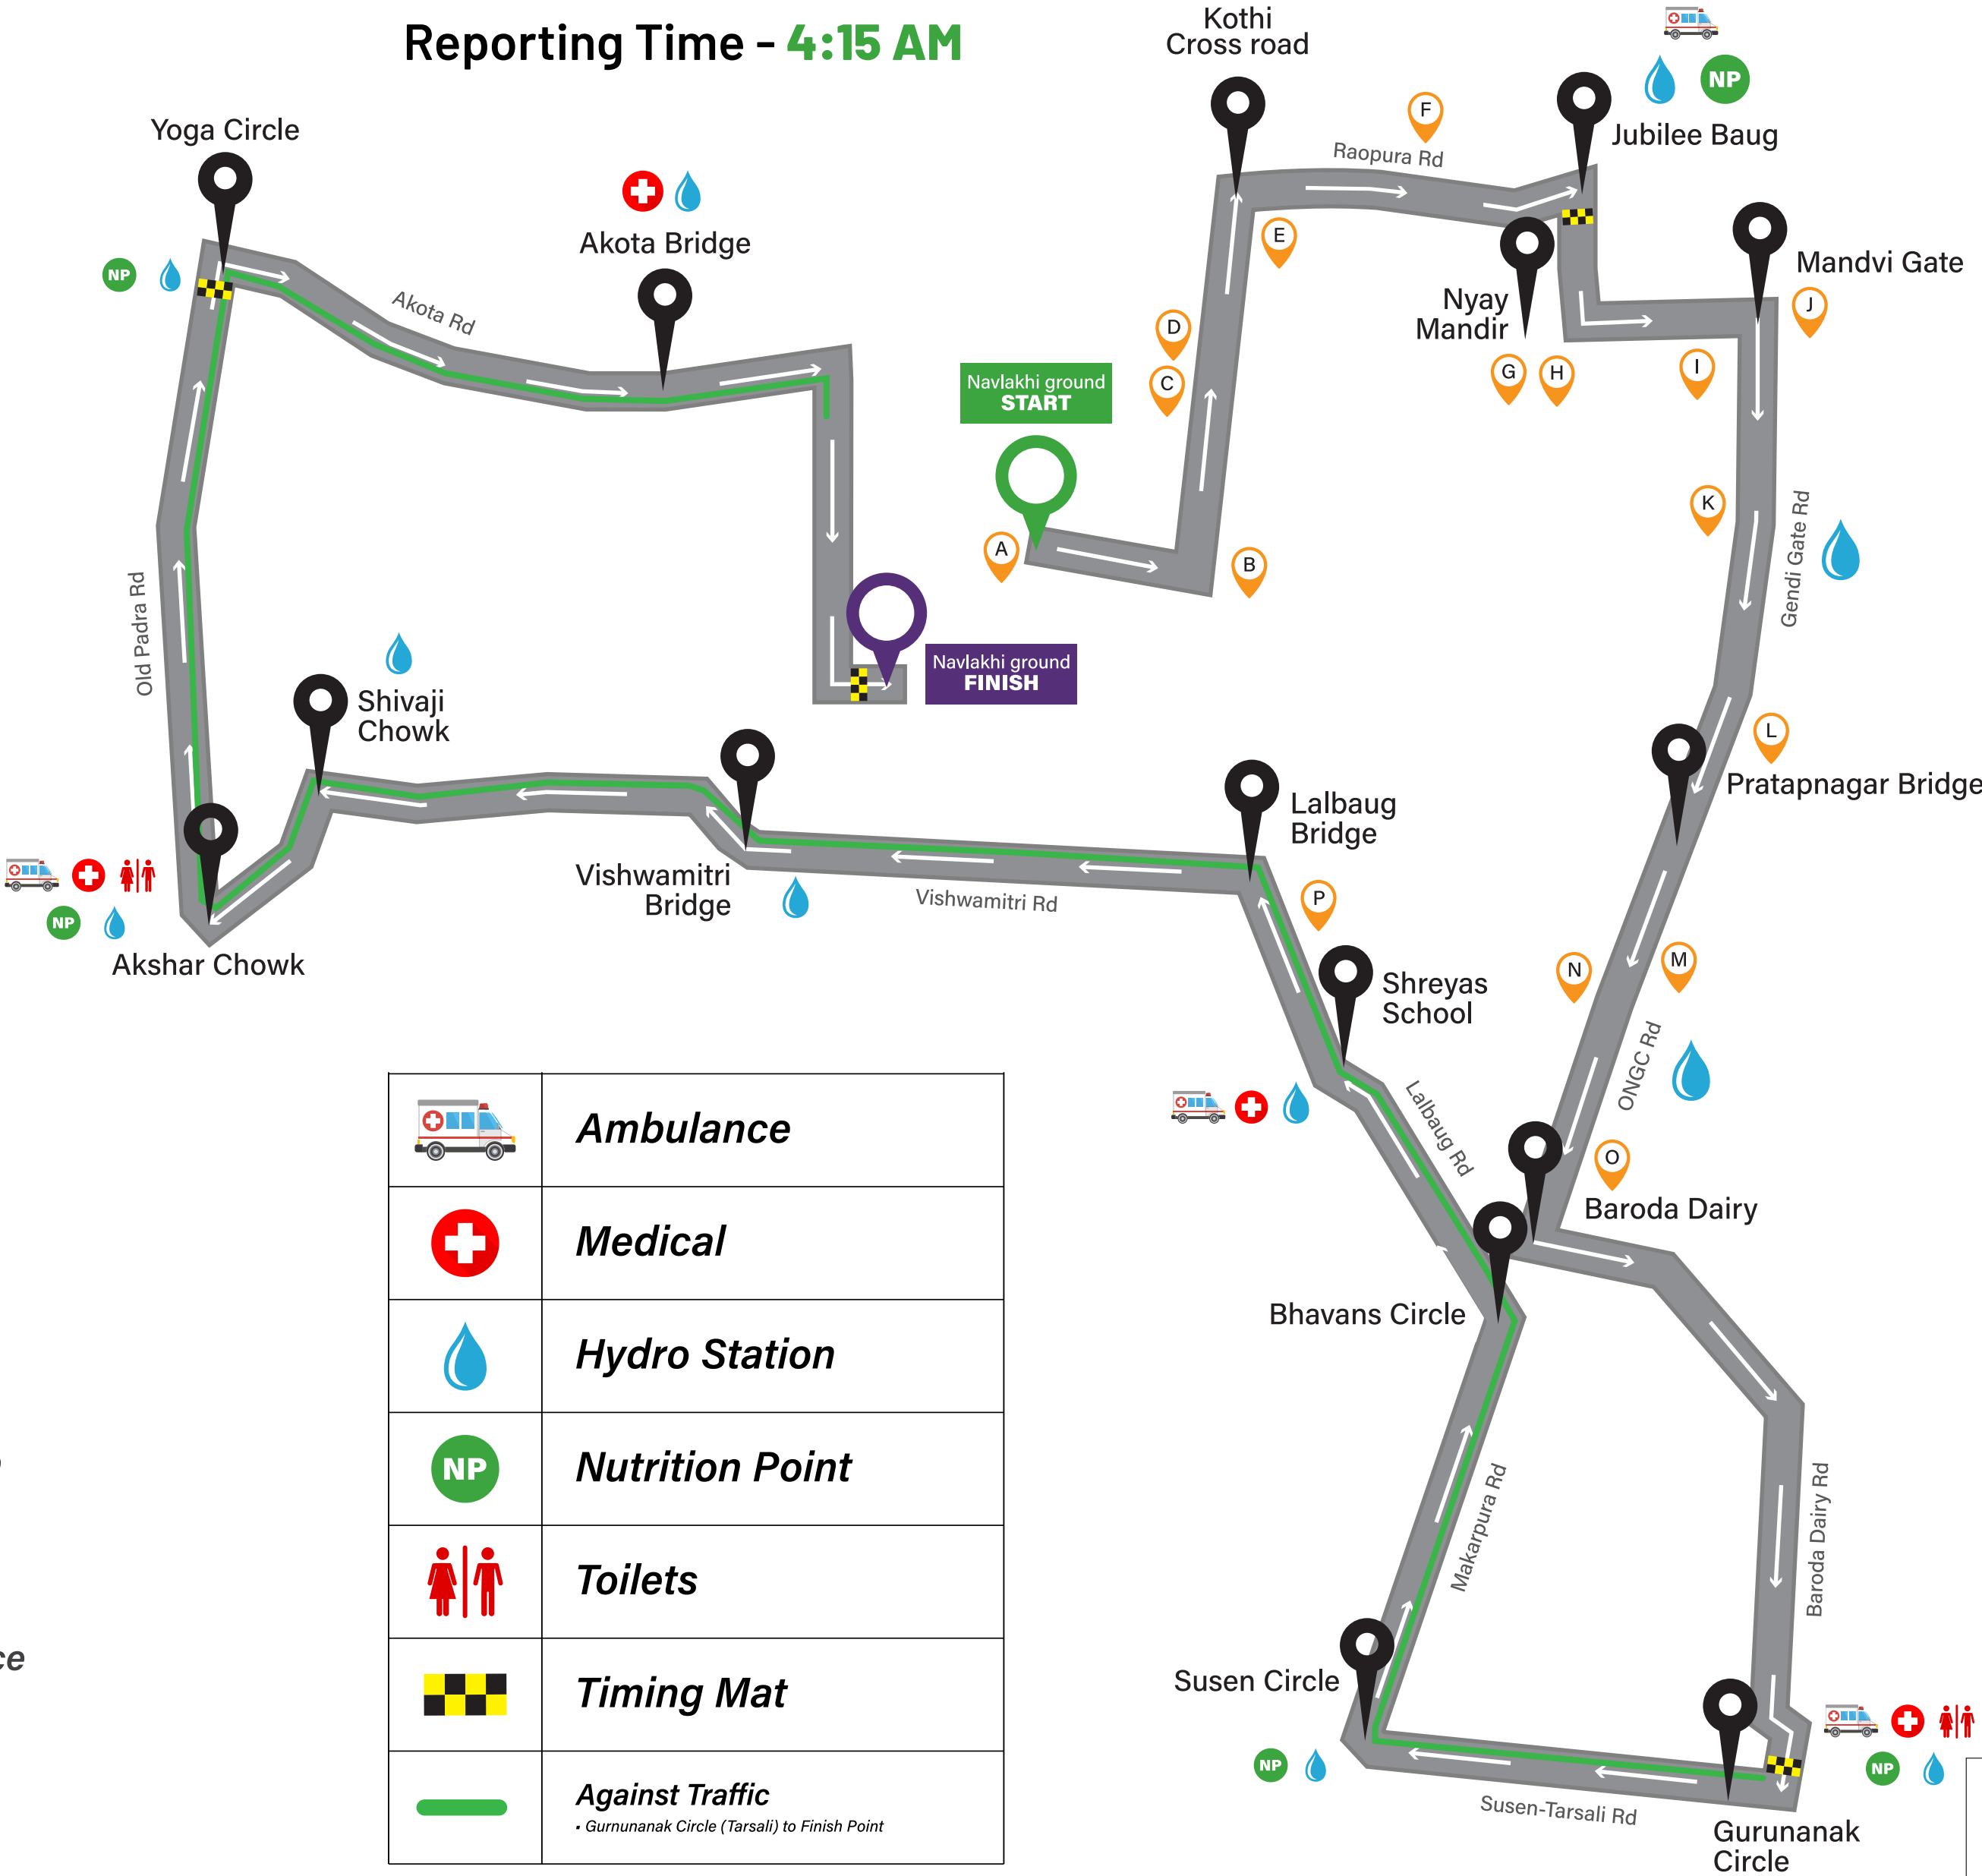 Reporting Time - 4:15 AM
Kothi
Cross road
NP
Jubilee Baug
Yoga Circle
F
Raopura Rd
Akota Bridge
E
Mandvi Gate
NP
Akota Rd
Nyay
Mandir
J
D
C
G
H
I
Navlakhi ground
START
K
A
B
Gendi Gate Rd
Old Padra Rd
Navlakhi ground
FINISH
Shivaji
Chowk
L
Pratapnagar Bridge
Lalbaug
Bridge
Vishwamitri
Bridge
Vishwamitri Rd
P
NP
Akshar Chowk
Shreyas
School
N
M
ONGC Rd
Lalbaug Rd
O
Baroda Dairy
Bhavans Circle
Makarpura Rd
Baroda Dairy Rd
Susen Circle
NP
NP
Susen-Tarsali Rd
Gurunanak
Circle
Ambulance
Medical
Hydro Station
NP
Nutrition Point
Toilets
Timing Mat
Against Traffic
• Gurnunanak Circle (Tarsali) to Finish Point
ce